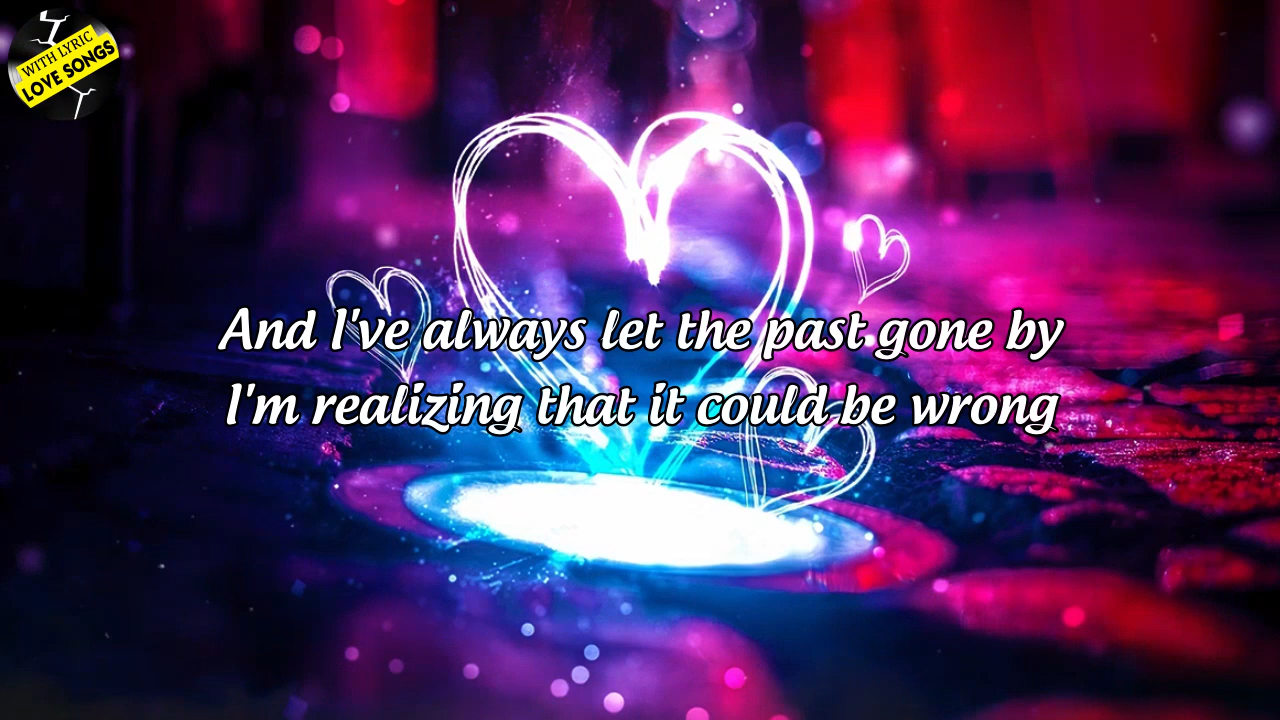 WITH LYRIC
LOVE SONGS
And I've always let the past gone by
I'm realizing that it could be wrong